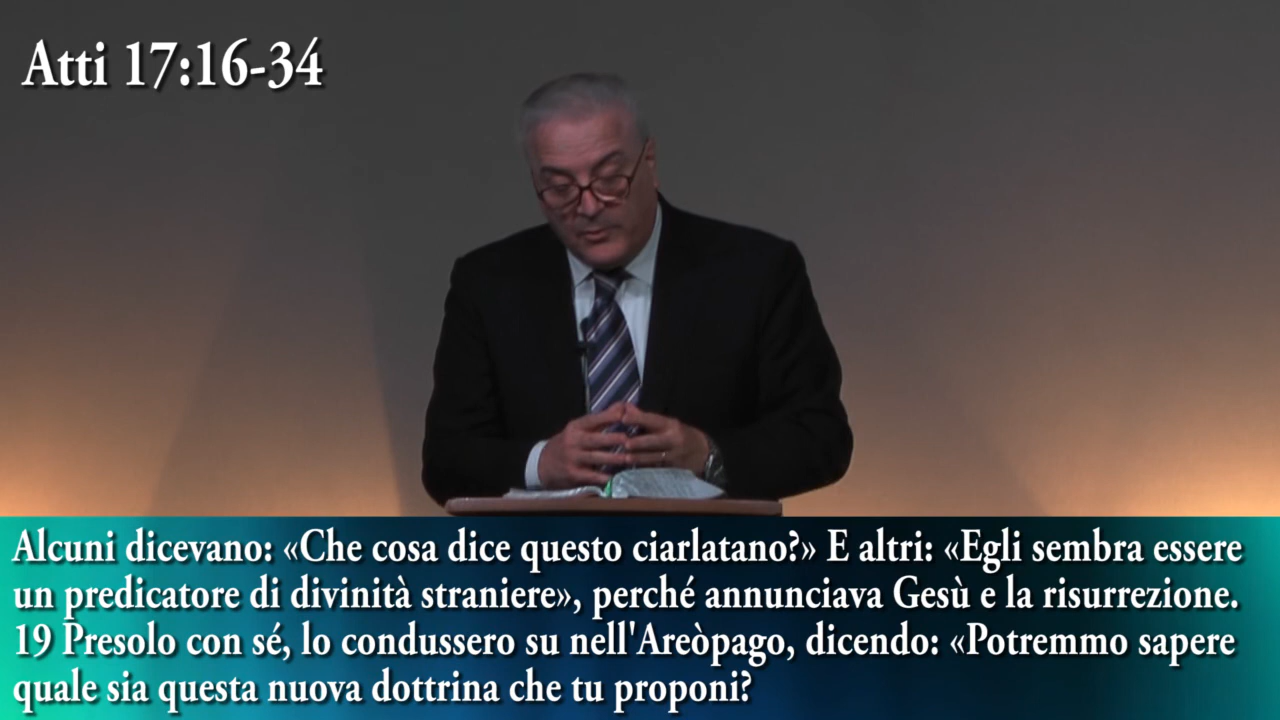 Atti 17:16-34
Alcuni dicevano: «Che cosa dice questo ciarlatano?» E altri: «Egli sembra essere
un predicatore di divinità straniere», perché annunciava Gesù e la risurrezione.
19 Presolo con sé, lo condussero su nell'Areòpago, dicendo: «Potremmo sapere
quale sia questa nuova dottrina che tu proponi?